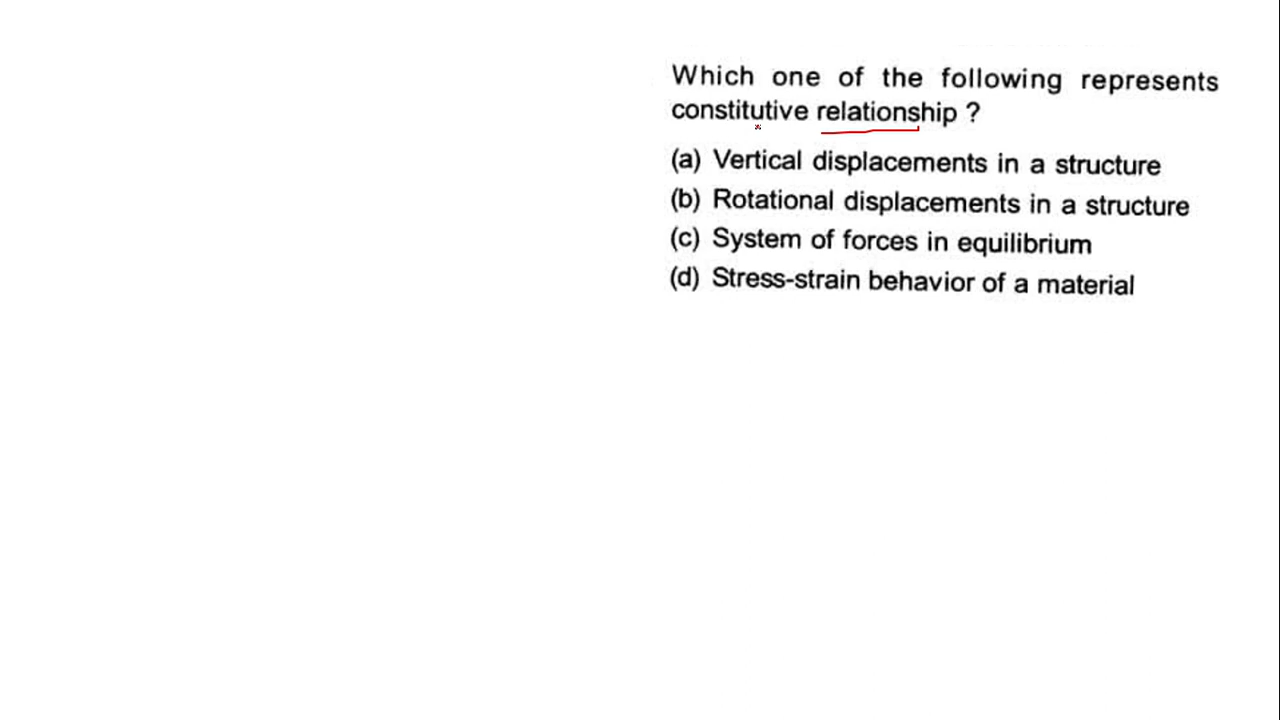 Which one of the following represents
constitutive relationship ?
(a) Vertical displacements in a structure
(b) Rotational displacements in a structure
(c) System of forces in equilibrium
(d) Stress-strain behavior of a material